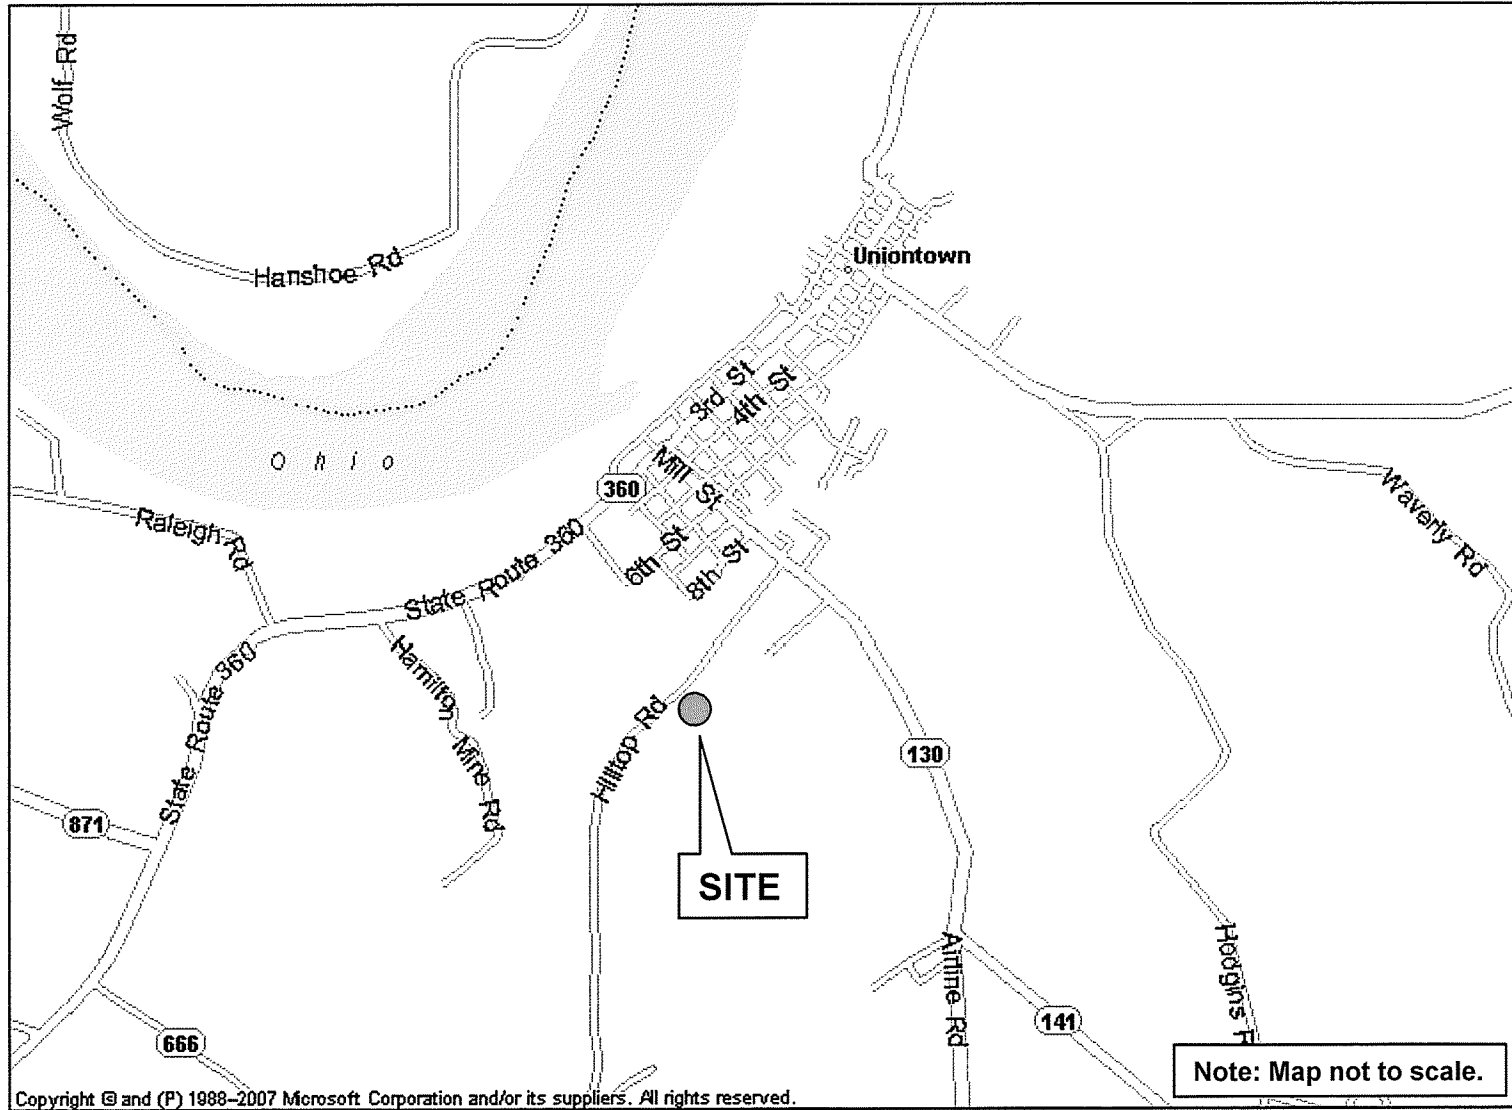 Wolf Rd
Hanshoe Rd
Uniontown
3rd St
4th St
Ohio
Mill St
360
Raleigh Rd
State Route 360
6th St
8th St
Waverly Rd
State Route 360
Hamilton Mine Rd
Hilltop Rd
130
871
SITE
Airline Rd
Hodgins
141
666
Note: Map not to scale.
Copyright © and (P) 1988–2007 Microsoft Corporation and/or its suppliers. All rights reserved.